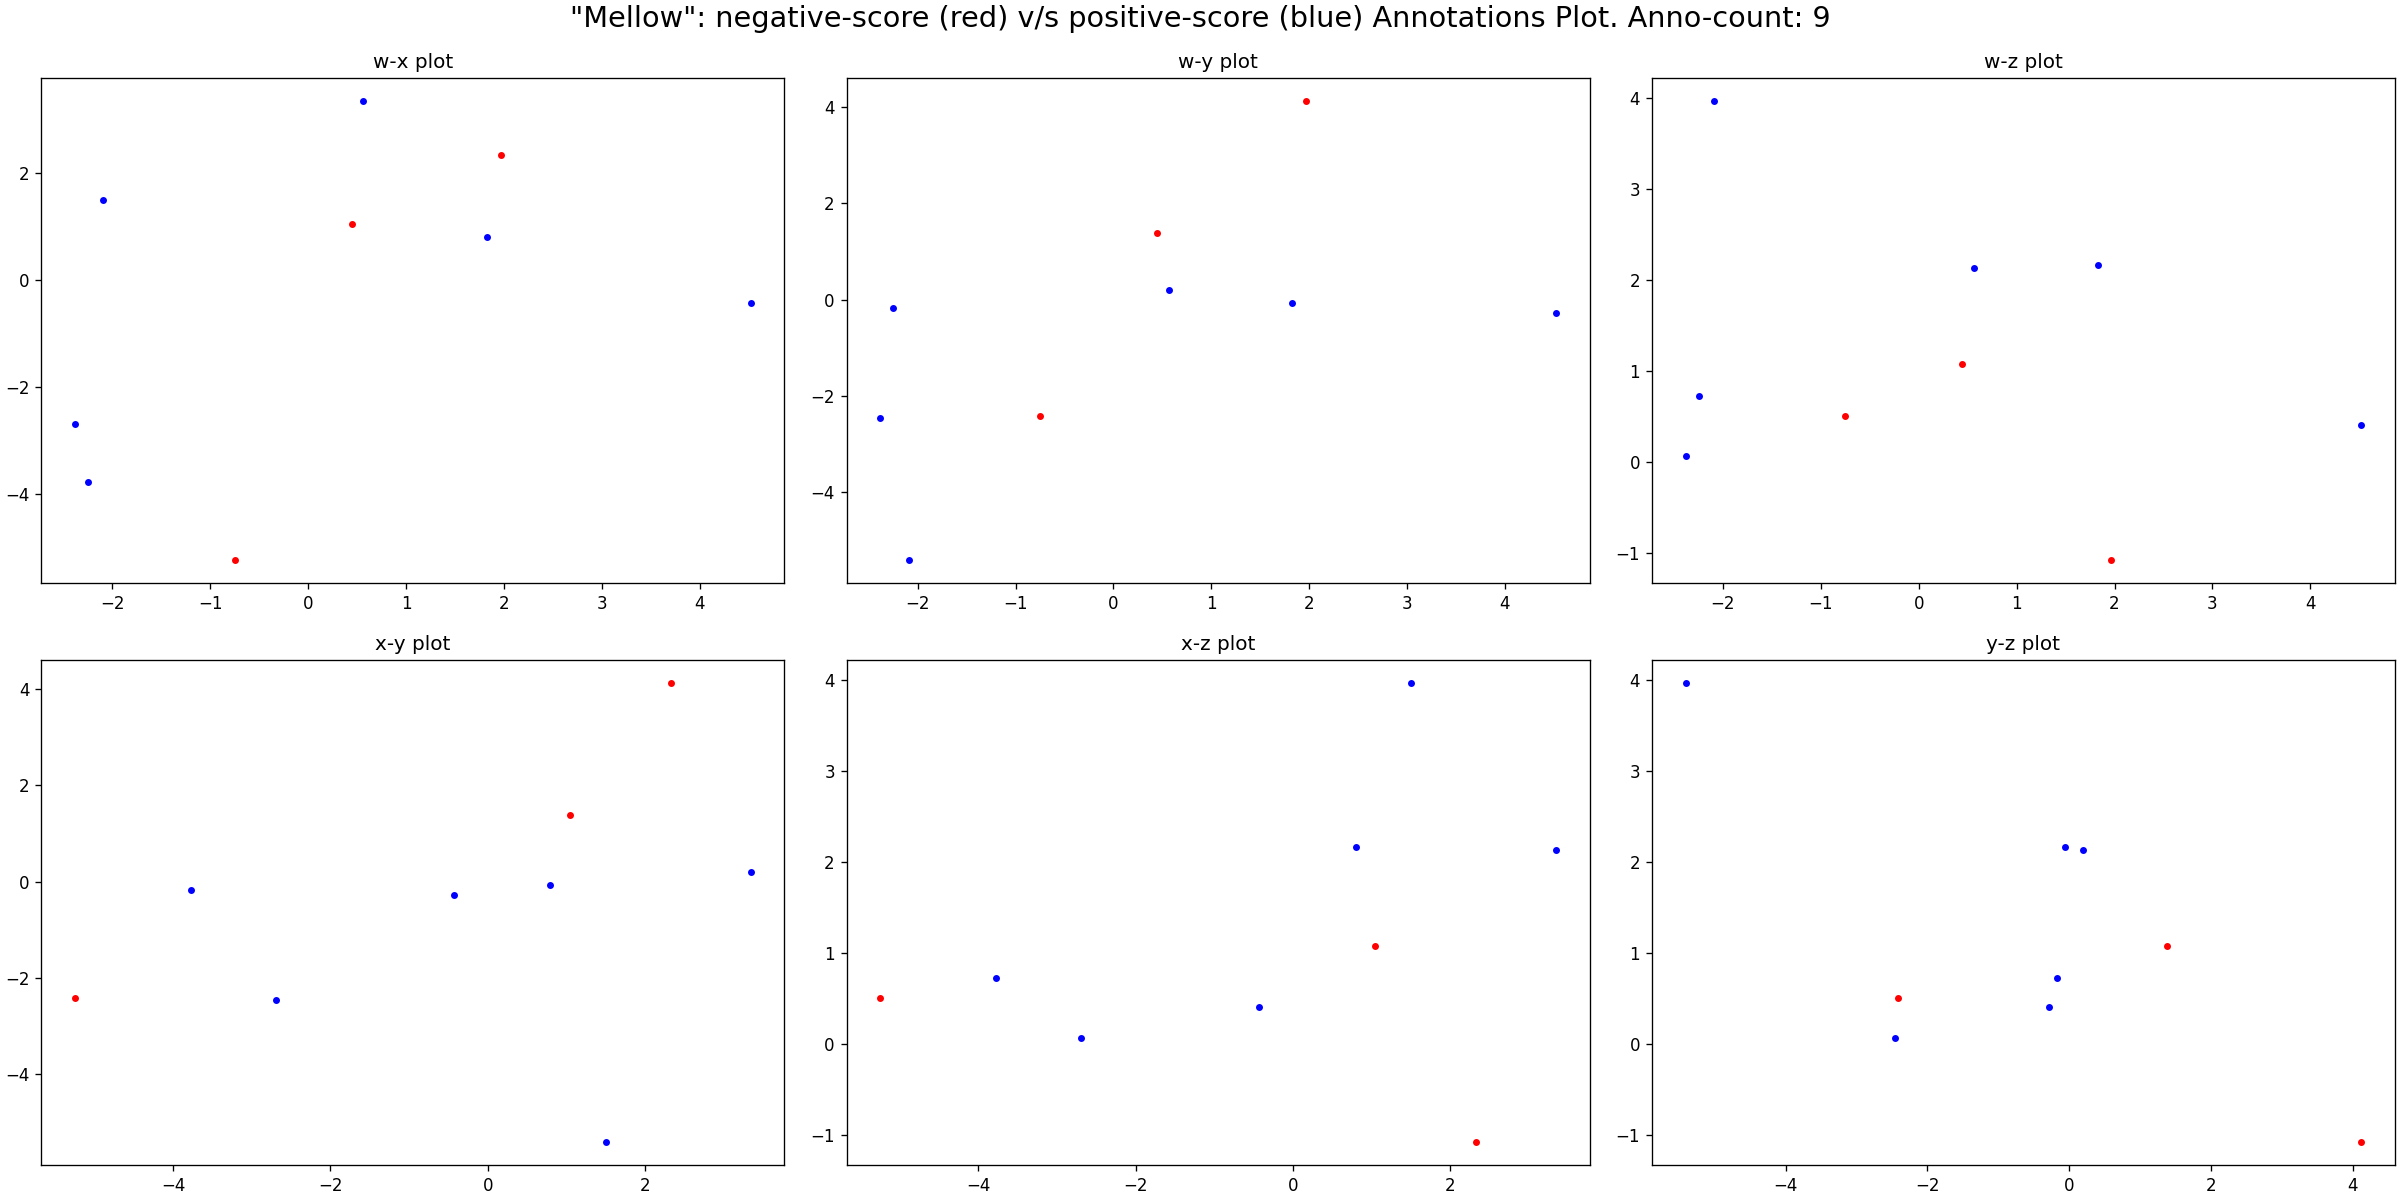 "Mellow": negative-score (red) v/s positive-score (blue) Annotations Plot. Anno-count: 9
w-x plot
2
0
−2
−4
−2 −1 0 1 2 3 4
w-y plot
4
2
0
−2
−4
−2 −1 0 1 2 3 4
w-z plot
4
3
2
1
0
−1
−2 −1 0 1 2 3 4
x-y plot
4
2
0
−2
−4
−4 −2 0 2
x-z plot
4
3
2
1
0
−1
−4 −2 0 2
y-z plot
4
3
2
1
0
−1
−4 −2 0 2 4